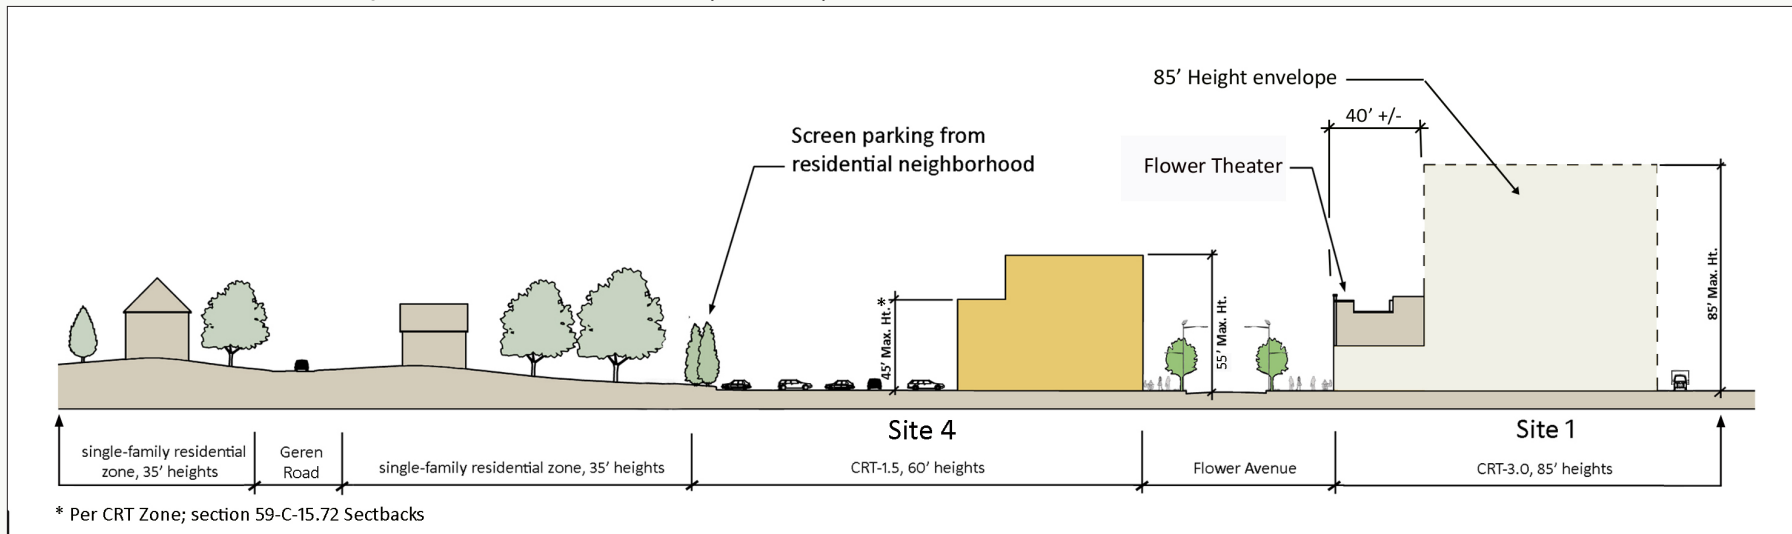 85’ Height envelope
40’ +/-
Screen parking from
residential neighborhood
Flower Theater
45’ Max. Ht.*
55’ Max. Ht.
85’ Max. Ht.
Site 4
Site 1
single-family residential
zone, 35’ heights
Geren
Road
single-family residential zone, 35’ heights
CRT-1.5, 60’ heights
Flower Avenue
CRT-3.0, 85’ heights
* Per CRT Zone; section 59-C-15.72 Sectbacks